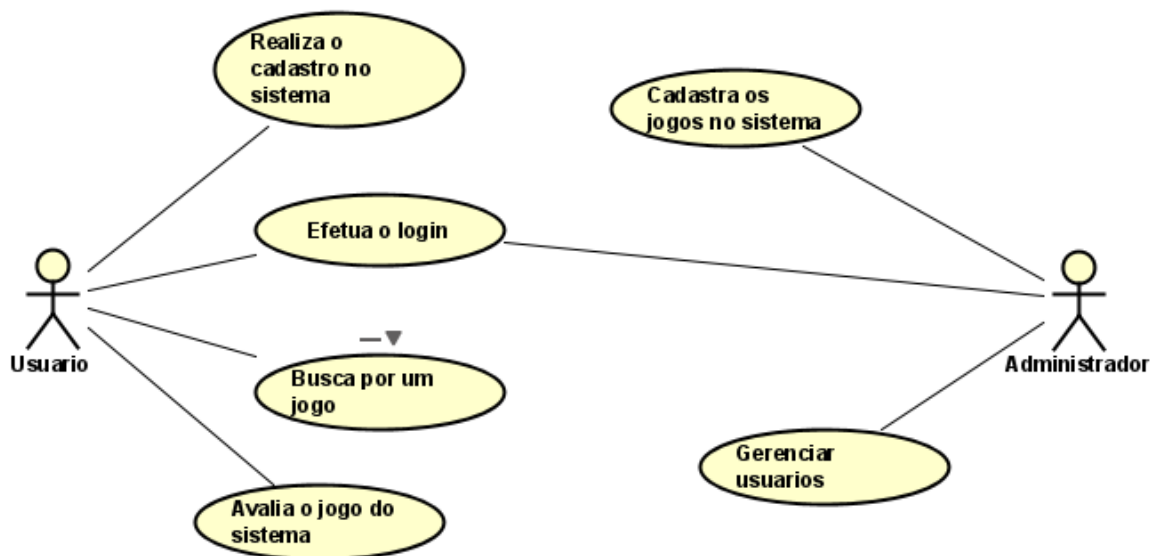 Realiza o
cadastro no
sistema
Cadastra os
jogos no sistema
Efetua o login
Usuario
Administrador
Busca por um
jogo
Gerenciar
usuarios
Avalia o jogo do
sistema